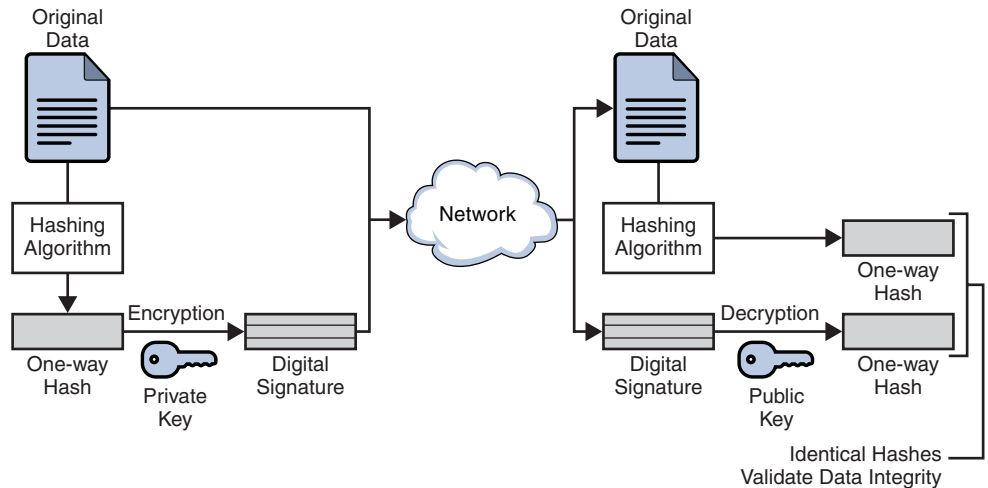 Original
Data
Hashing
Algorithm
One-way
Hash
Encryption
Private
Key
Digital
Signature
Network
Original
Data
Hashing
Algorithm
One-way
Hash
Digital
Signature
Decryption
Public
Key
One-way
Hash
Identical Hashes
Validate Data Integrity